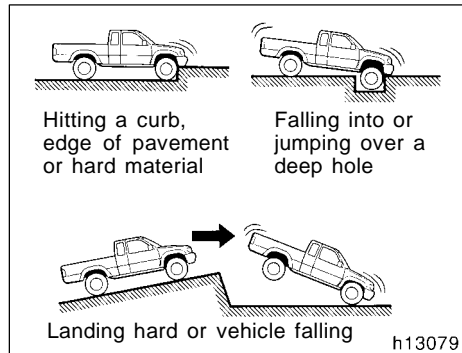 Hitting a curb,
edge of pavement
or hard material
Falling into or
jumping over a
deep hole
Landing hard or vehicle falling
h13079